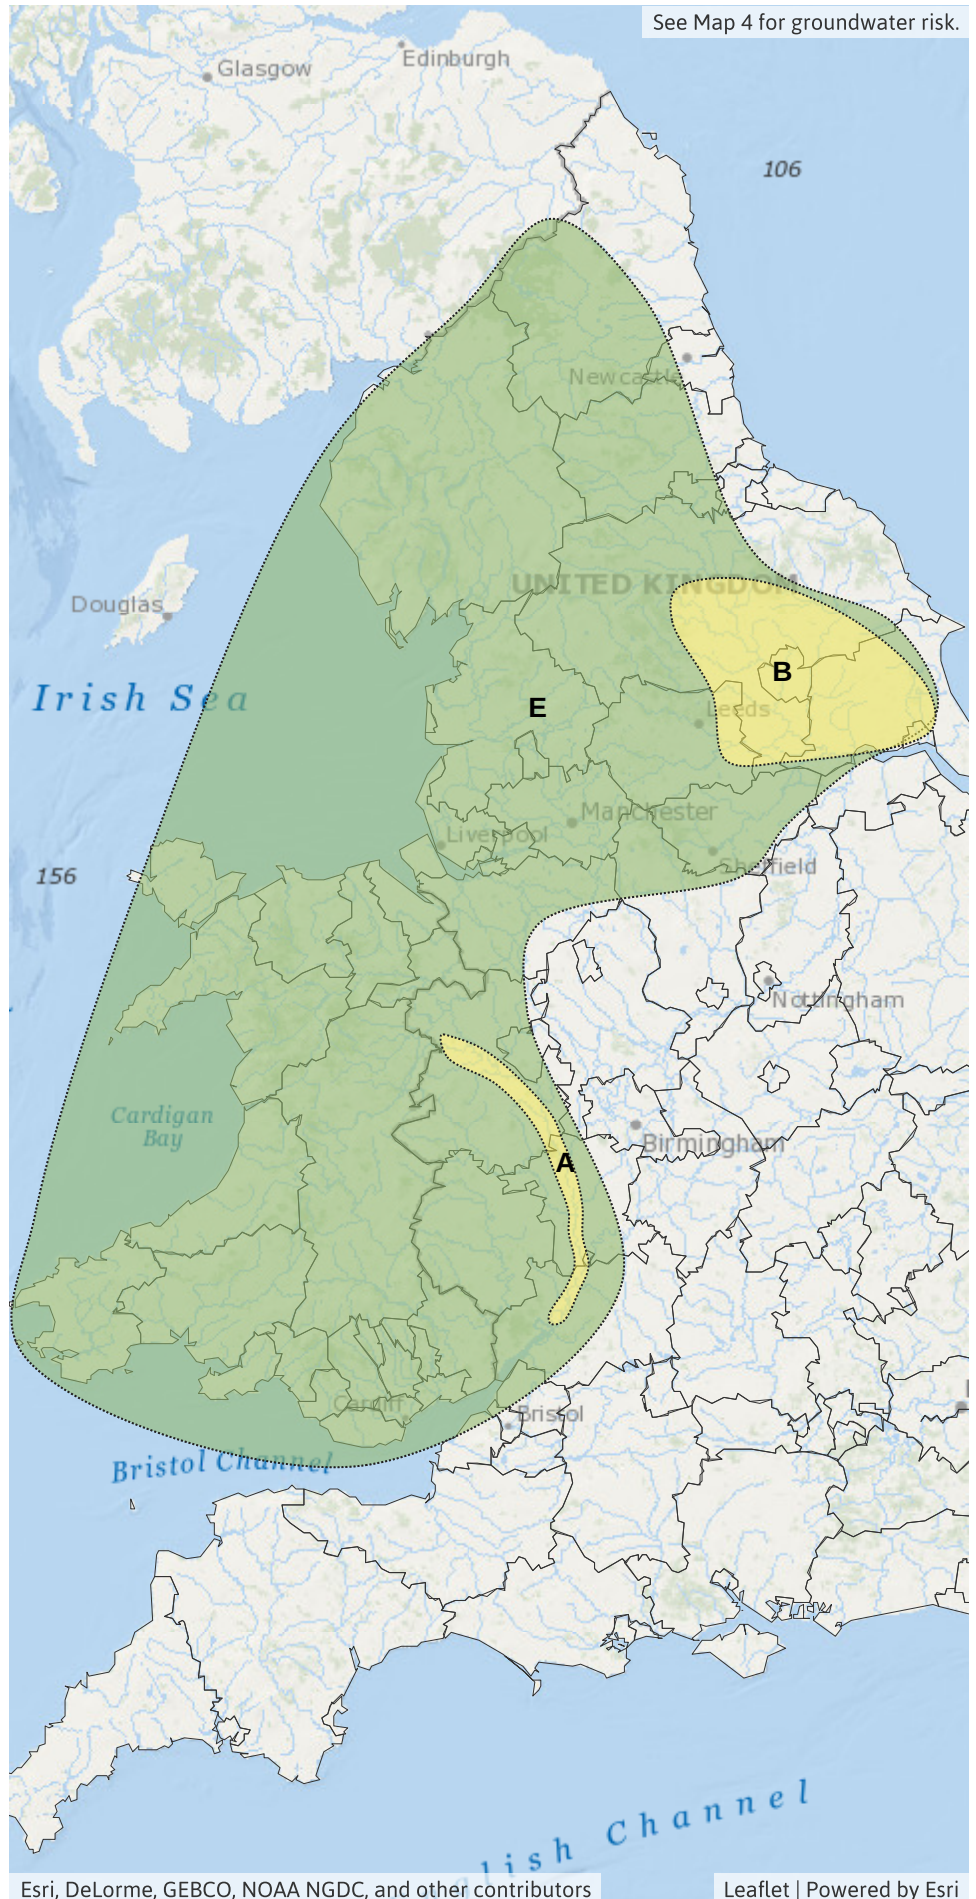 See Map 4 for groundwater risk.
Edinburgh
Glasgow
106
Newcastle
UNITED KINGDOM
Douglas
B
Irish Sea
E
Leeds
Manchester
Liverpool
Sheffield
156
Nottingham
Cardigan
Bay
Birmingham
A
Cardiff
Bristol
Bristol Channel
lish Channel
Esri, DeLorme, GEBCO, NOAA NGDC, and other contributors
Leaflet | Powered by Esri